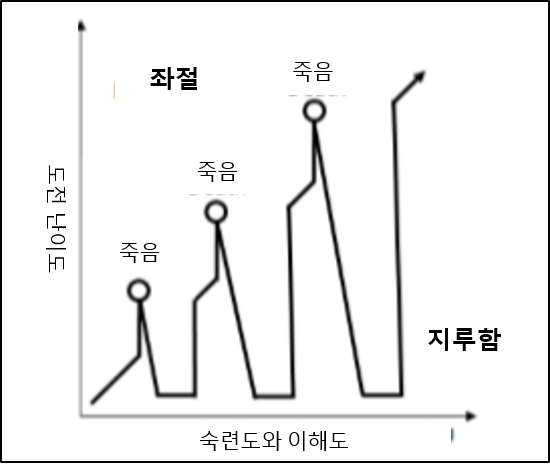 죽음
좌절
죽음
죽음
도전 난이도
지루함
숙련도와 이해도